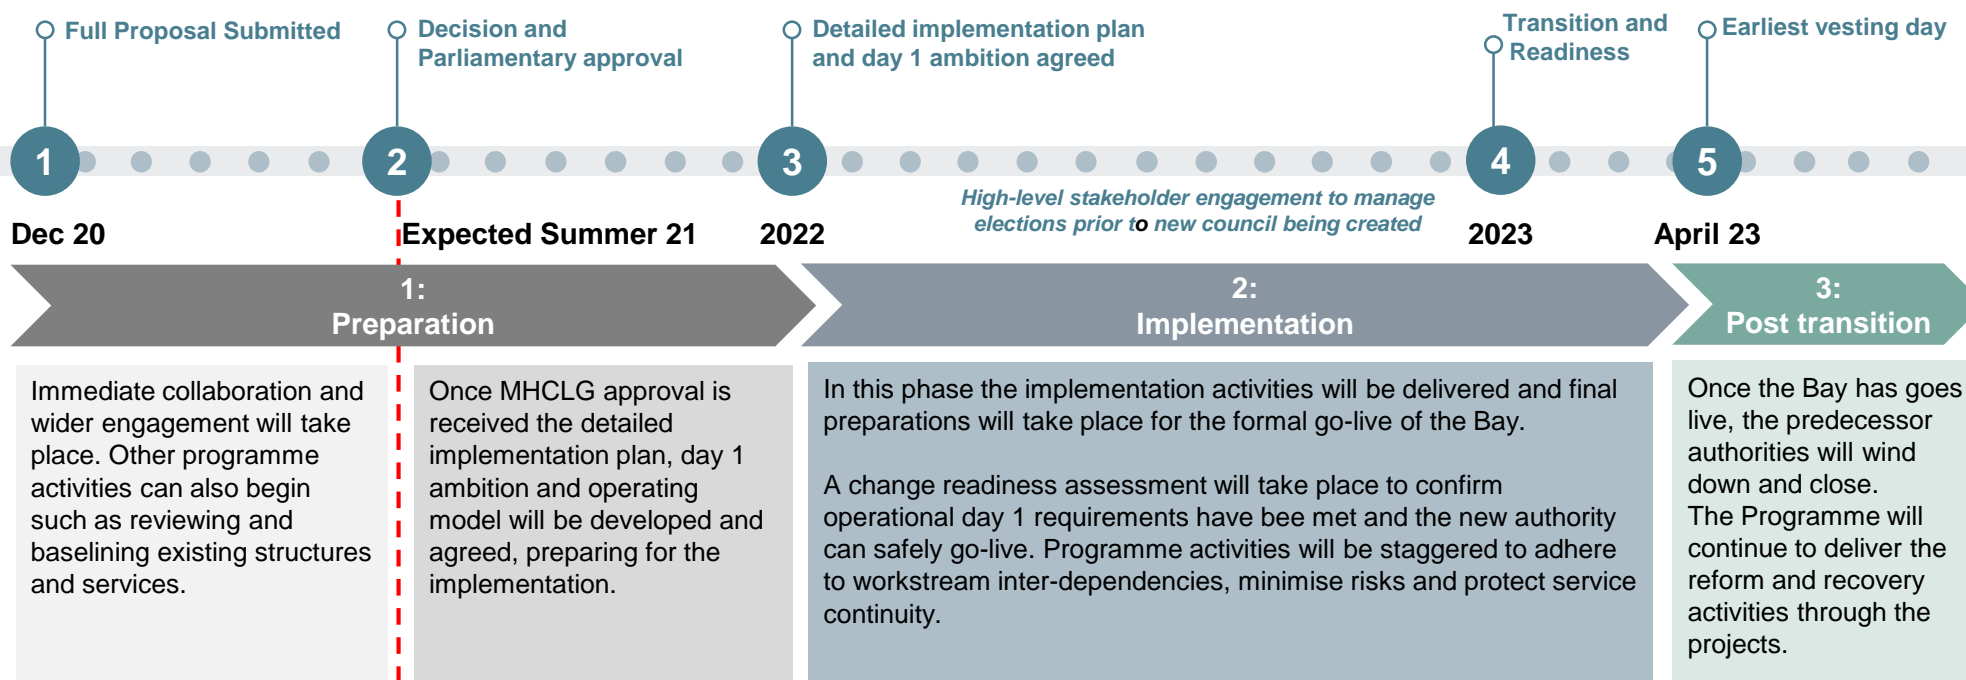 Full Proposal Submitted
Decision and
Parliamentary approval
Detailed implementation plan
and day 1 ambition agreed
Transition and
Readiness
Earliest vesting day
1
2
3
4
5
High-level stakeholder engagement to manage
elections prior to new council being created
Dec 20
Expected Summer 21
2022
2023
April 23
1:
Preparation
2:
Implementation
3:
Post transition
Immediate collaboration and
wider engagement will take
place. Other programme
activities can also begin
such as reviewing and
baselining existing structures
and services.
Once MHCLG approval is
received the detailed
implementation plan, day 1
ambition and operating
model will be developed and
agreed, preparing for the
implementation.
In this phase the implementation activities will be delivered and final
preparations will take place for the formal go-live of the Bay.
A change readiness assessment will take place to confirm
operational day 1 requirements have bee met and the new authority
can safely go-live. Programme activities will be staggered to adhere
to workstream inter-dependencies, minimise risks and protect service
continuity.
Once the Bay has goes
live, the predecessor
authorities will wind
down and close.
The Programme will
continue to deliver the
reform and recovery
activities through the
projects.